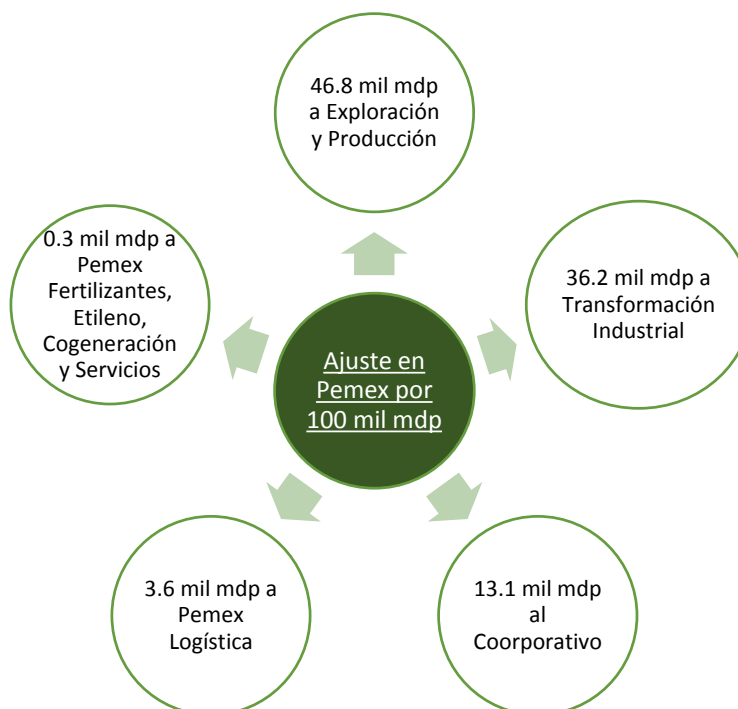 46.8 mil mdp
a Exploración
y Producción
0.3 mil mdp a
Pemex
Fertilizantes,
Etileno,
Cogeneración
y Servicios
36.2 mil mdp a
Transformación
Industrial
Ajuste en
Pemex por
100 mil mdp
3.6 mil mdp a
Pemex
Logística
13.1 mil mdp
al
Coorporativo